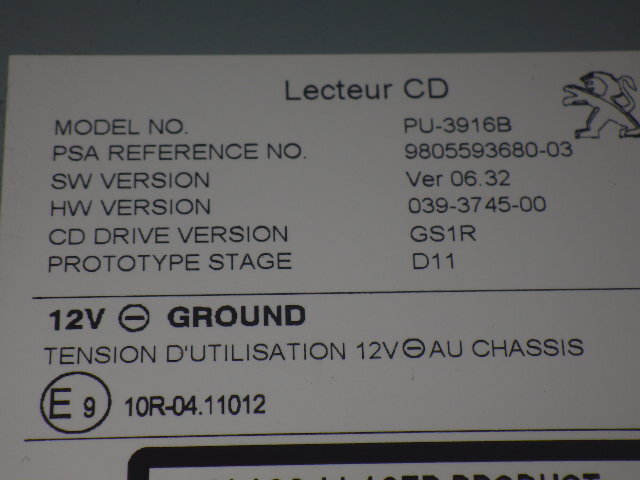 Lecteur CD
MODEL NO. PU-3916B
PSA REFERENCE NO. 9805593680-03
SW VERSION Ver 06.32
HW VERSION 039-3745-00
CD DRIVE VERSION GS1R
PROTOTYPE STAGE D11
12V ⊖ GROUND
TENSION D'UTILISATION 12V⊖AU CHASSIS
E 9 10R-04.11012
LASER PRODUCT